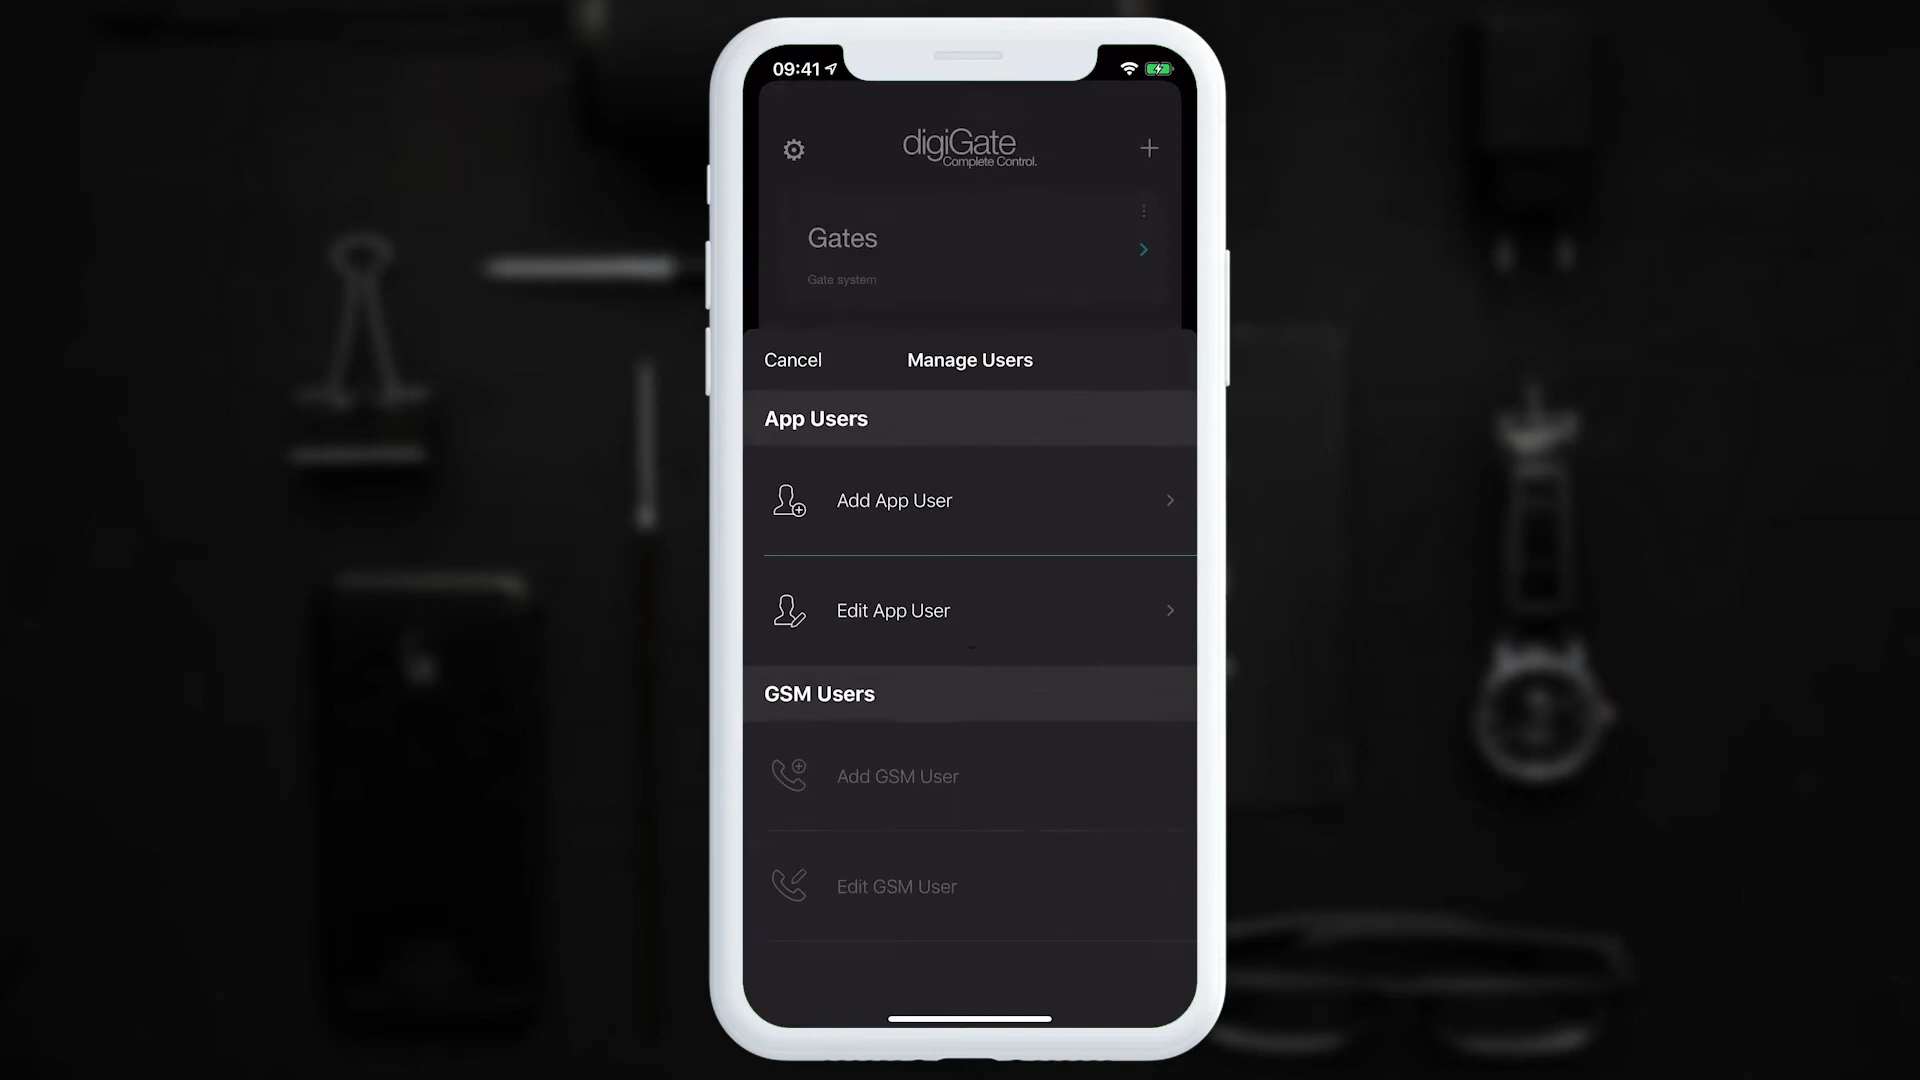 09:41
digiGate
Complete Control.
Gates
Gate system
Cancel
Manage Users
App Users
Add App User
Edit App User
GSM Users
Add GSM User
Edit GSM User